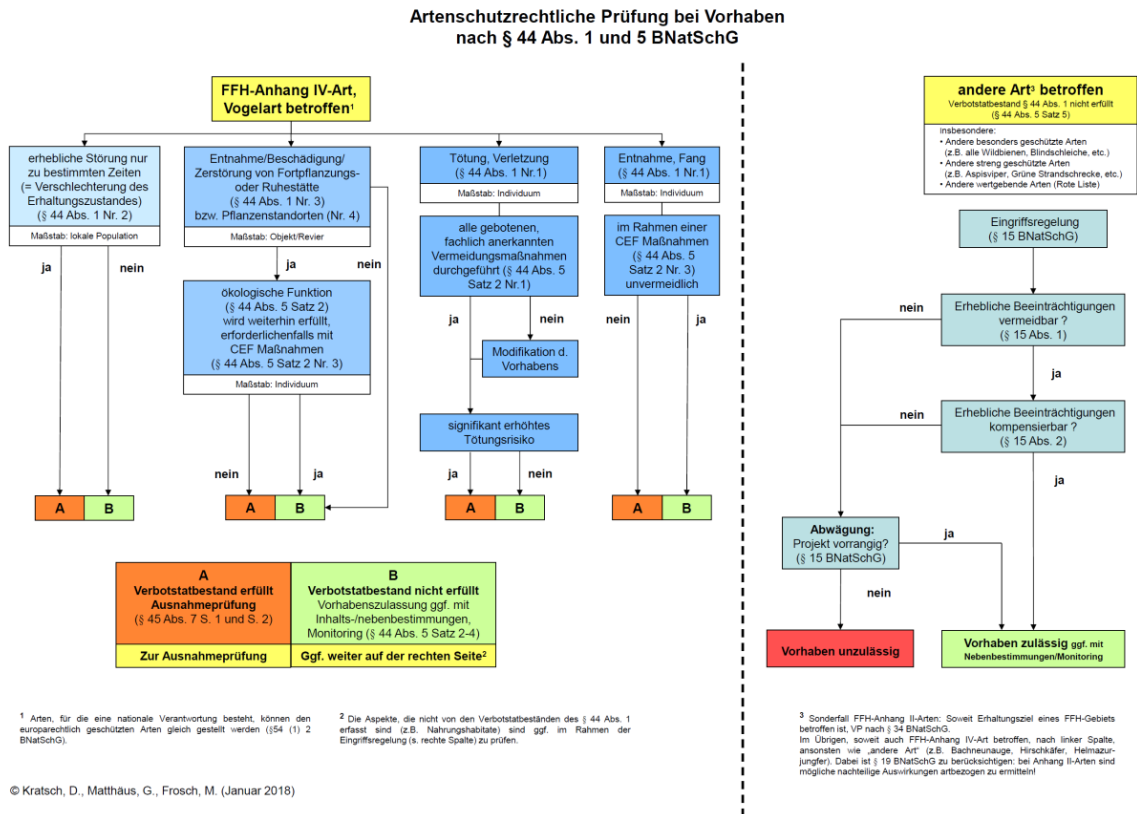 Artenschutzrechtliche Prüfung bei Vorhaben
nach § 44 Abs. 1 und 5 BNatSchG
FFH-Anhang IV-Art,
Vogelart betroffen¹
erhebliche Störung nur
zu bestimmten Zeiten
(= Verschlechterung des
Erhaltungszustandes)
(§ 44 Abs. 1 Nr. 2)
Maßstab: lokale Population
ja
nein
Entnahme/Beschädigung/
Zerstörung von Fortpflanzungs-
oder Ruhestätte
(§ 44 Abs. 1 Nr. 3)
bzw. Pflanzenstandorten (Nr. 4)
Maßstab: Objekt/Revier
ja
nein
ökologische Funktion
(§ 44 Abs. 5 Satz 2)
wird weiterhin erfüllt,
erforderlichenfalls mit
CEF Maßnahmen
(§ 44 Abs. 5 Satz 2 Nr. 3)
Maßstab: Individuum
nein
ja
Tötung, Verletzung
(§ 44 Abs. 1 Nr.1)
Maßstab: Individuum
alle gebotenen,
fachlich anerkannten
Vermeidungsmaßnahmen
durchgeführt (§ 44 Abs. 5
Satz 2 Nr.1)
ja
nein
Modifikation d.
Vorhabens
signifikant erhöhtes
Tötungsrisiko
ja
nein
Entnahme, Fang
(§ 44 Abs. 1 Nr.1)
Maßstab: Individuum
im Rahmen einer
CEF Maßnahmen
(§ 44 Abs. 5
Satz 2 Nr. 3)
unvermeidlich
nein
ja
A B
A B
A B
A B
A
Verbotstatbestand erfüllt
Ausnahmeprüfung
(§ 45 Abs. 7 S. 1 und S. 2)
Zur Ausnahmeprüfung
B
Verbotstatbestand nicht erfüllt
Vorhabenszulassung ggf. mit
Inhalts-/nebenbestimmungen,
Monitoring (§ 44 Abs. 5 Satz 2-4)
Ggf. weiter auf der rechten Seite²
¹ Arten, für die eine nationale Verantwortung besteht, können den
europarechtlich geschützten Arten gleich gestellt werden (§54 (1) 2
BNatSchG).
² Die Aspekte, die nicht von den Verbotstatbeständen des § 44 Abs. 1
erfasst sind (z.B. Nahrungshabitate) sind ggf. im Rahmen der
Eingriffsregelung (s. rechte Spalte) zu prüfen.
© Kratsch, D., Matthäus, G., Frosch, M. (Januar 2018)
andere Art³ betroffen
Verbotstatbestand § 44 Abs. 1 nicht erfüllt
(§ 44 Abs. 5 Satz 5)
insbesondere:
• Andere besonders geschützte Arten
(z.B. alle Wildbienen, Blindschleiche, etc.)
• Andere streng geschützte Arten
(z.B. Aspisviper, Grüne Strandschrecke, etc.)
• Andere wertgebende Arten (Rote Liste)
Eingriffsregelung
(§ 15 BNatSchG)
nein
Erhebliche Beeinträchtigungen
vermeidbar ?
(§ 15 Abs. 1)
ja
nein
Erhebliche Beeinträchtigungen
kompensierbar ?
(§ 15 Abs. 2)
ja
Abwägung:
Projekt vorrangig?
(§ 15 BNatSchG)
ja
nein
Vorhaben unzulässig
Vorhaben zulässig ggf. mit
Nebenbestimmungen/Monitoring
³ Sonderfall FFH-Anhang II-Arten: Soweit Erhaltungsziel eines FFH-Gebiets
betroffen ist, VP nach § 34 BNatSchG.
Im Übrigen, soweit auch FFH-Anhang IV-Art betroffen, nach linker Spalte,
ansonsten wie „andere Art“ (z.B. Bachneunauge, Hirschkäfer, Helmazur-
jungfer). Dabei ist § 19 BNatSchG zu berücksichtigen: bei Anhang II-Arten sind
mögliche nachteilige Auswirkungen artbezogen zu ermitteln!